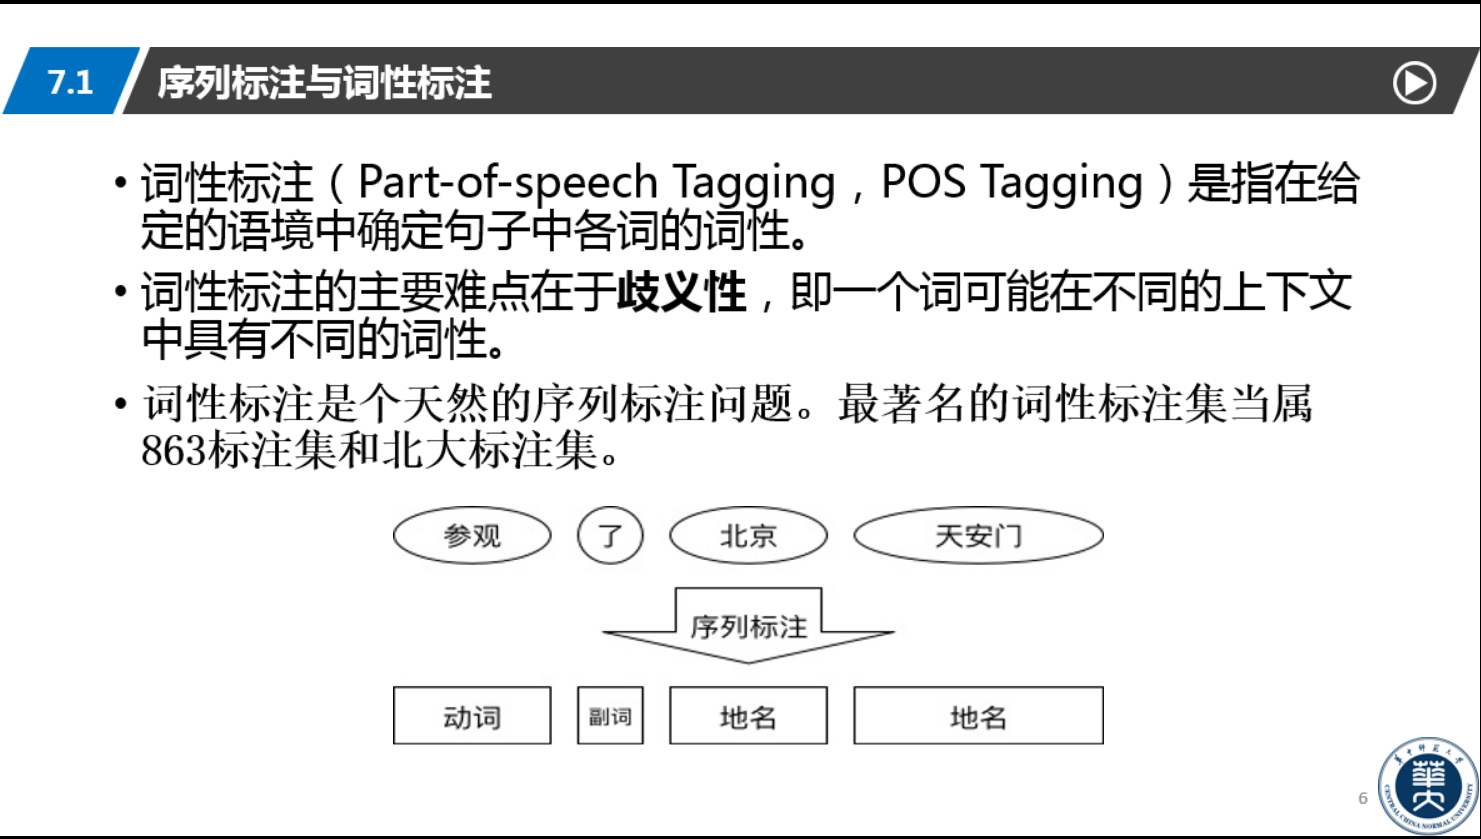 7.1 序列标注与词性标注
• 词性标注（Part-of-speech Tagging，POS Tagging）是指在给
定的语境中确定句子中各词的词性。
• 词性标注的主要难点在于歧义性，即一个词可能在不同的上下文
中具有不同的词性。
• 词性标注是个天然的序列标注问题。最著名的词性标注集当属
863标注集和北大标注集。
参观 了 北京 天安门
序列标注
动词 副词 地名 地名
6
华中师范大学
CENTRAL CHINA NORMAL UNIVERSITY